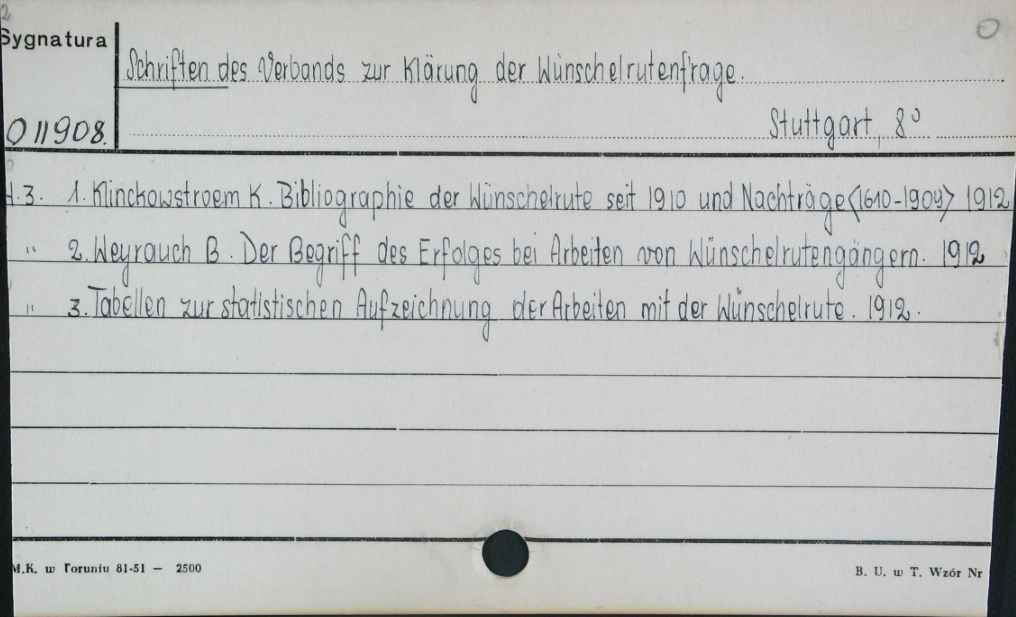 2
O
Sygnatura
Schriften des Verbands zur Klärung der Wünschelrutenfrage.
O 11908.
Stuttgart, 8°
H.3. 1. Klinckowstroem K. Bibliographie der Wünschelrute seit 1910 und Nachträge <1610-1909> 1912
" 2. Weyrauch B. Der Begriff des Erfolges bei Arbeiten von Wünschelrutengängern. 1912
" 3. Tabellen zur statistischen Aufzeichnung der Arbeiten mit der Wünschelrute. 1912.
M.K. w Toruniu 81-51 — 2500
B. U. w T. Wzór Nr